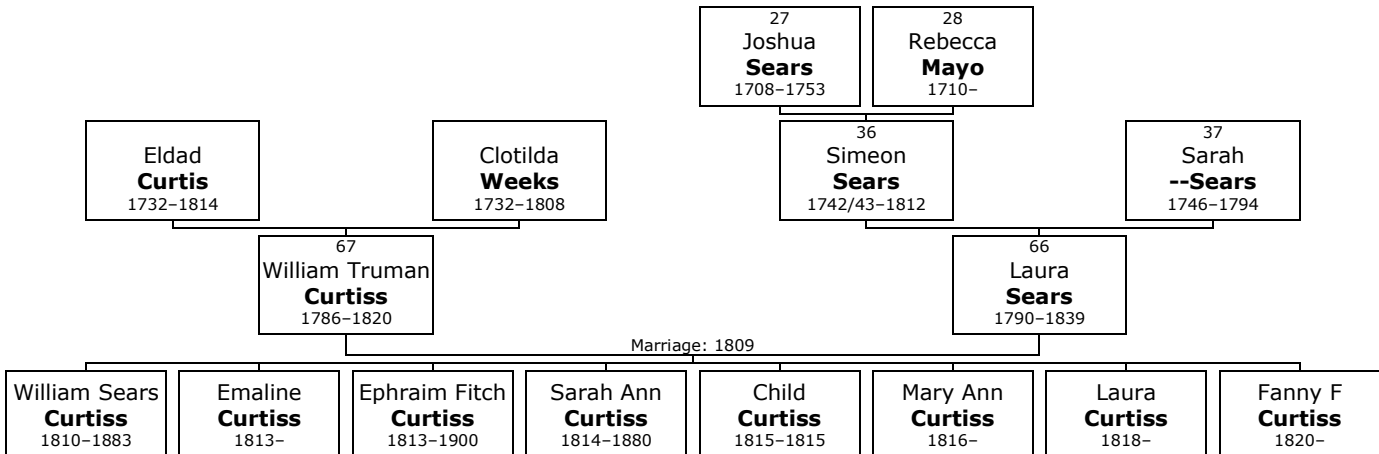 27
Joshua
Sears
1708–1753
28
Rebecca
Mayo
1710–
Eldad
Curtis
1732–1814
Clotilda
Weeks
1732–1808
36
Simeon
Sears
1742/43–1812
37
Sarah
--Sears
1746–1794
67
William Truman
Curtiss
1786–1820
66
Laura
Sears
1790–1839
Marriage: 1809
William Sears
Curtiss
1810–1883
Emaline
Curtiss
1813–
Ephraim Fitch
Curtiss
1813–1900
Sarah Ann
Curtiss
1814–1880
Child
Curtiss
1815–1815
Mary Ann
Curtiss
1816–
Laura
Curtiss
1818–
Fanny F
Curtiss
1820–